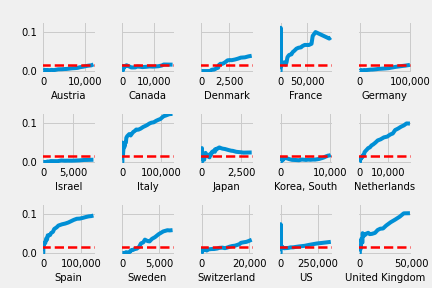 0.1
0.0
0 10,000 0 10,000 2,500 0 50,000 0 100,000
Austria Canada Denmark France Germany
0.1
0.0
0 5,000 0 100,000 0 2,500 0 10,000 10,000
Israel Italy Japan Korea, South Netherlands
0.1
0.0
0 100,000 0 5,000 0 20,000 0 250,000 0 50,000
Spain Sweden Switzerland US United Kingdom